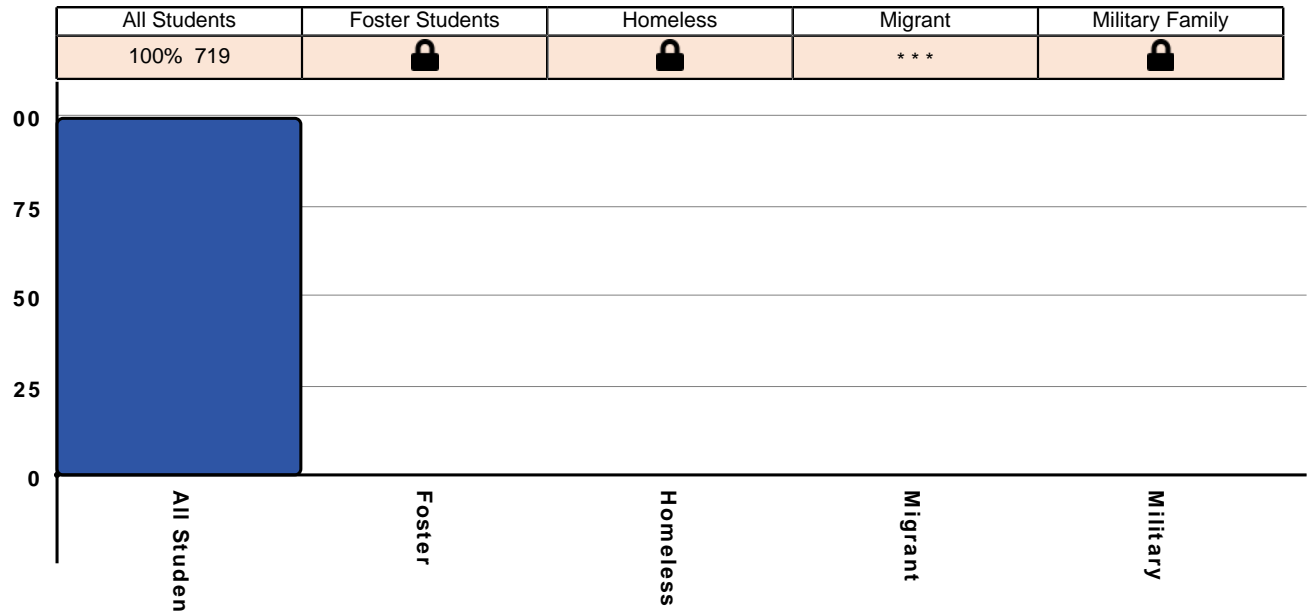 All Students Foster Students Homeless Migrant Military Family
100% 719 * * *
00
75
50
25
0
All Studen
Foster
Homeless
Migrant
Military